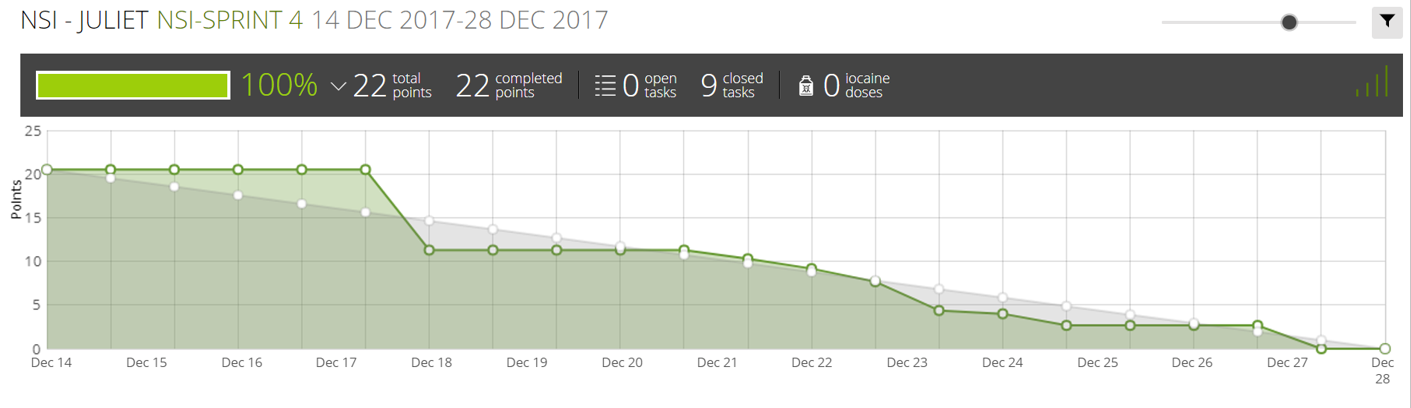 NSI - JULIET NSI-SPRINT 4 14 DEC 2017-28 DEC 2017
100% 22 total points 22 completed points 0 open tasks 9 closed tasks 0 iocaine doses
Points
25
20
15
10
5
0
Dec 14 Dec 15 Dec 16 Dec 17 Dec 18 Dec 19 Dec 20 Dec 21 Dec 22 Dec 23 Dec 24 Dec 25 Dec 26 Dec 27 Dec 28